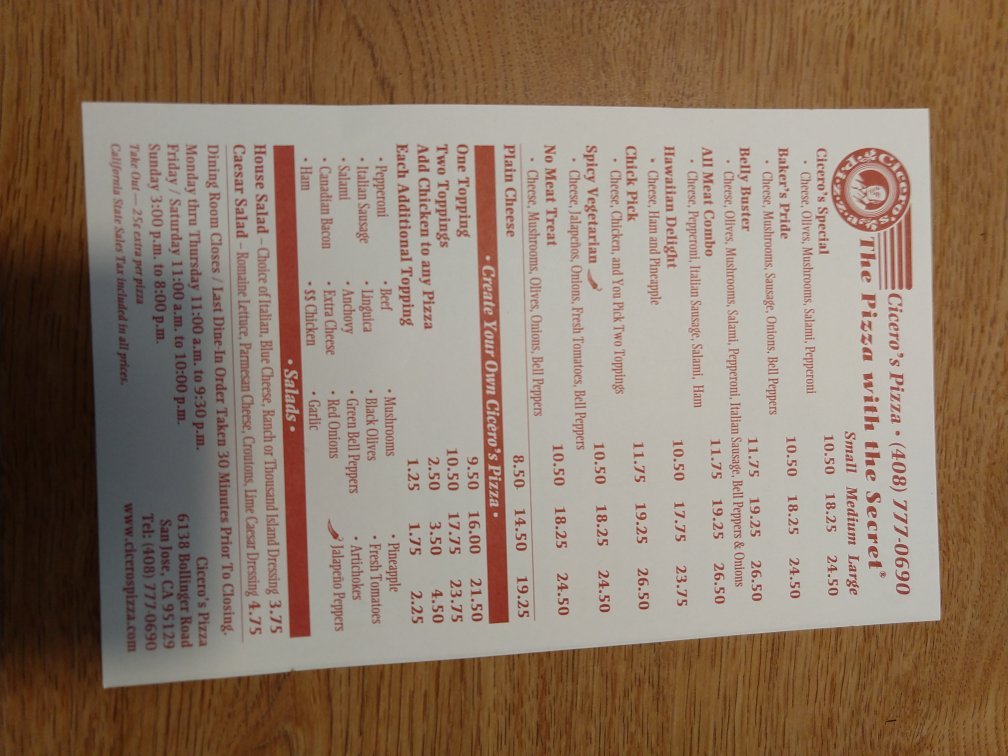 Cicero's Pizza
Cicero's Pizza • (408) 777-0690
The Pizza with the Secret®
Small Medium Large
Cicero's Special 10.50 18.25 24.50
• Cheese, Olives, Mushrooms, Salami, Pepperoni
Baker's Pride 10.50 18.25 24.50
• Cheese, Mushrooms, Sausage, Onions, Bell Peppers
Belly Buster 11.75 19.25 26.50
• Cheese, Olives, Mushrooms, Salami, Pepperoni, Italian Sausage, Bell Peppers & Onions
All Meat Combo 11.75 19.25 26.50
• Cheese, Pepperoni, Italian Sausage, Salami, Ham
Hawaiian Delight 10.50 17.75 23.75
• Cheese, Ham and Pineapple
Chick Pick 11.75 19.25 26.50
• Cheese, Chicken, and You Pick Two Toppings
Spicy Vegetarian 10.50 18.25 24.50
• Cheese, Jalapeños, Onions, Fresh Tomatoes, Bell Peppers
No Meat Treat 10.50 18.25 24.50
• Cheese, Mushrooms, Olives, Onions, Bell Peppers
Plain Cheese 8.50 14.50 19.25
• Create Your Own Cicero's Pizza •
One Topping 9.50 16.00 21.50
Two Toppings 10.50 17.75 23.75
Add Chicken to any Pizza 2.50 3.50 4.50
Each Additional Topping 1.25 1.75 2.25
• Pepperoni • Beef • Mushrooms • Pineapple
• Italian Sausage • Linguica • Black Olives • Fresh Tomatoes
• Salami • Anchovy • Green Bell Peppers • Artichokes
• Canadian Bacon • Extra Cheese • Red Onions Jalapeño Peppers
• Ham • $$ Chicken • Garlic
• Salads •
House Salad – Choice of Italian, Blue Cheese, Ranch or Thousand Island Dressing 3.75
Caesar Salad – Romaine Lettuce, Parmesan Cheese, Croutons, Lime Caesar Dressing 4.75
Dining Room Closes / Last Dine-In Order Taken 30 Minutes Prior To Closing.
Monday thru Thursday 11:00 a.m. to 9:30 p.m. Cicero's Pizza
Friday / Saturday 11:00 a.m. to 10:00 p.m. 6138 Bollinger Road
Sunday 3:00 p.m. to 8:00 p.m. San Jose, CA 95129
Take Out — 25¢ extra per pizza Tel: (408) 777-0690
California State Sales Tax included in all prices. www.cicerospizza.com